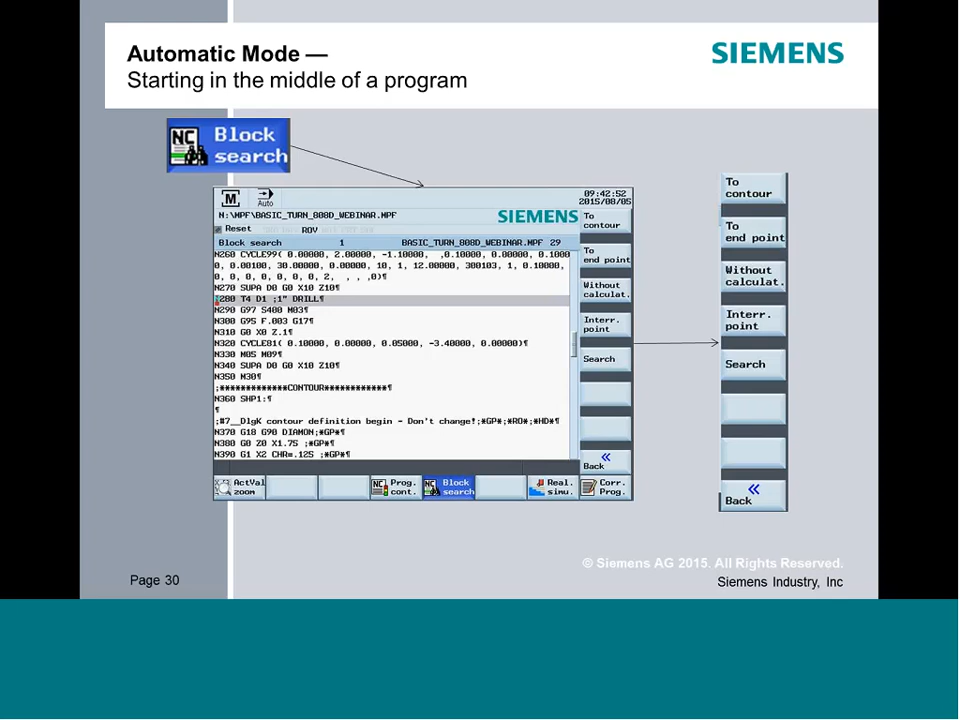 Automatic Mode —
Starting in the middle of a program
SIEMENS
NC Block
search
M
Auto
09:42:52
2015/08/05
N:\MPF\BASIC_TURN_808D_WEBINAR.MPF
SIEMENS
Reset
ROV
Block search 1 BASIC_TURN_808D_WEBINAR.MPF 29
N260 CYCLE99( 0.00000, 2.00000, -1.10000, ,0.10000, 0.00000, 0.1000
0, 0.00100, 30.00000, 0.00000, 10, 1, 12.00000, 300103, 1, 0.10000,
0, 0, 0, 0, 0, 0, 2, , , ,0)¶
N270 SUPA D0 G0 X10 Z10¶
280 T4 D1 ;1" DRILL¶
N290 G97 S400 M03¶
N300 G95 F.003 G17¶
N310 G0 X0 Z.1¶
N320 CYCLE81( 0.10000, 0.00000, 0.05000, -3.40000, 0.00000)¶
N330 M05 M09¶
N340 SUPA D0 G0 X10 Z10¶
N350 M30¶
;*************CONTOUR************¶
N360 SHP1:¶
¶
;#7__DlgK contour definition begin - Don't change!;*GP*;*RO*;*HD*¶
N370 G18 G90 DIAMON;*GP*¶
N380 G0 Z0 X1.75 ;*GP*¶
N390 G1 X2 CHR=.125 ;*GP*¶
To
contour
To
end point
Without
calculat.
Interr.
point
Search
«
Back
ActVal
zoom
NC Prog.
cont.
NC Block
search
Real.
simu.
Corr.
Prog.
To
contour
To
end point
Without
calculat.
Interr.
point
Search
«
Back
© Siemens AG 2015. All Rights Reserved.
Page 30
Siemens Industry, Inc